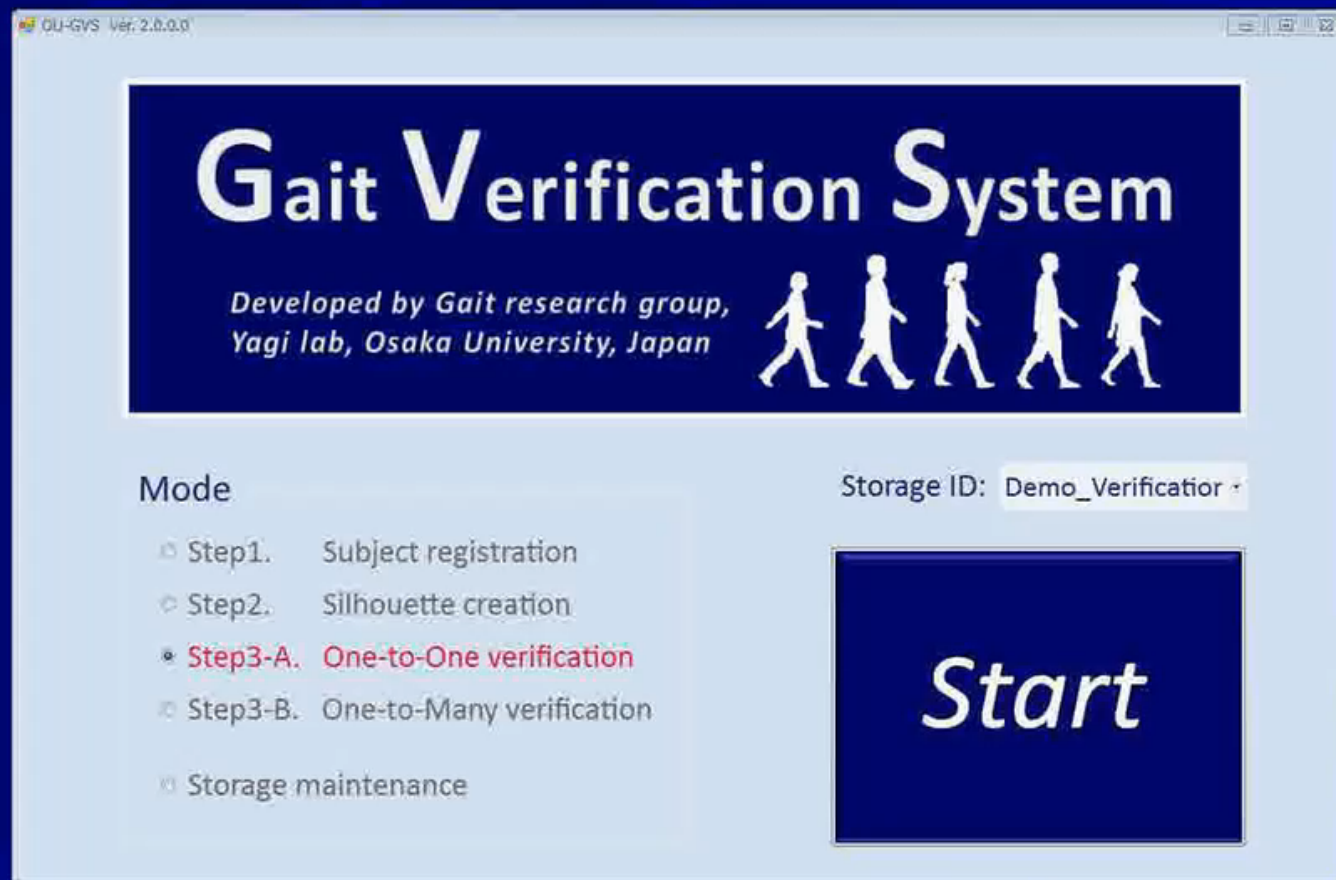 OU-GVS Ver. 2.0.0.0
Gait Verification System
Developed by Gait research group,
Yagi lab, Osaka University, Japan
Mode
Storage ID: Demo_Verification
Step1. Subject registration
Step2. Silhouette creation
Step3-A. One-to-One verification
Step3-B. One-to-Many verification
Storage maintenance
Start